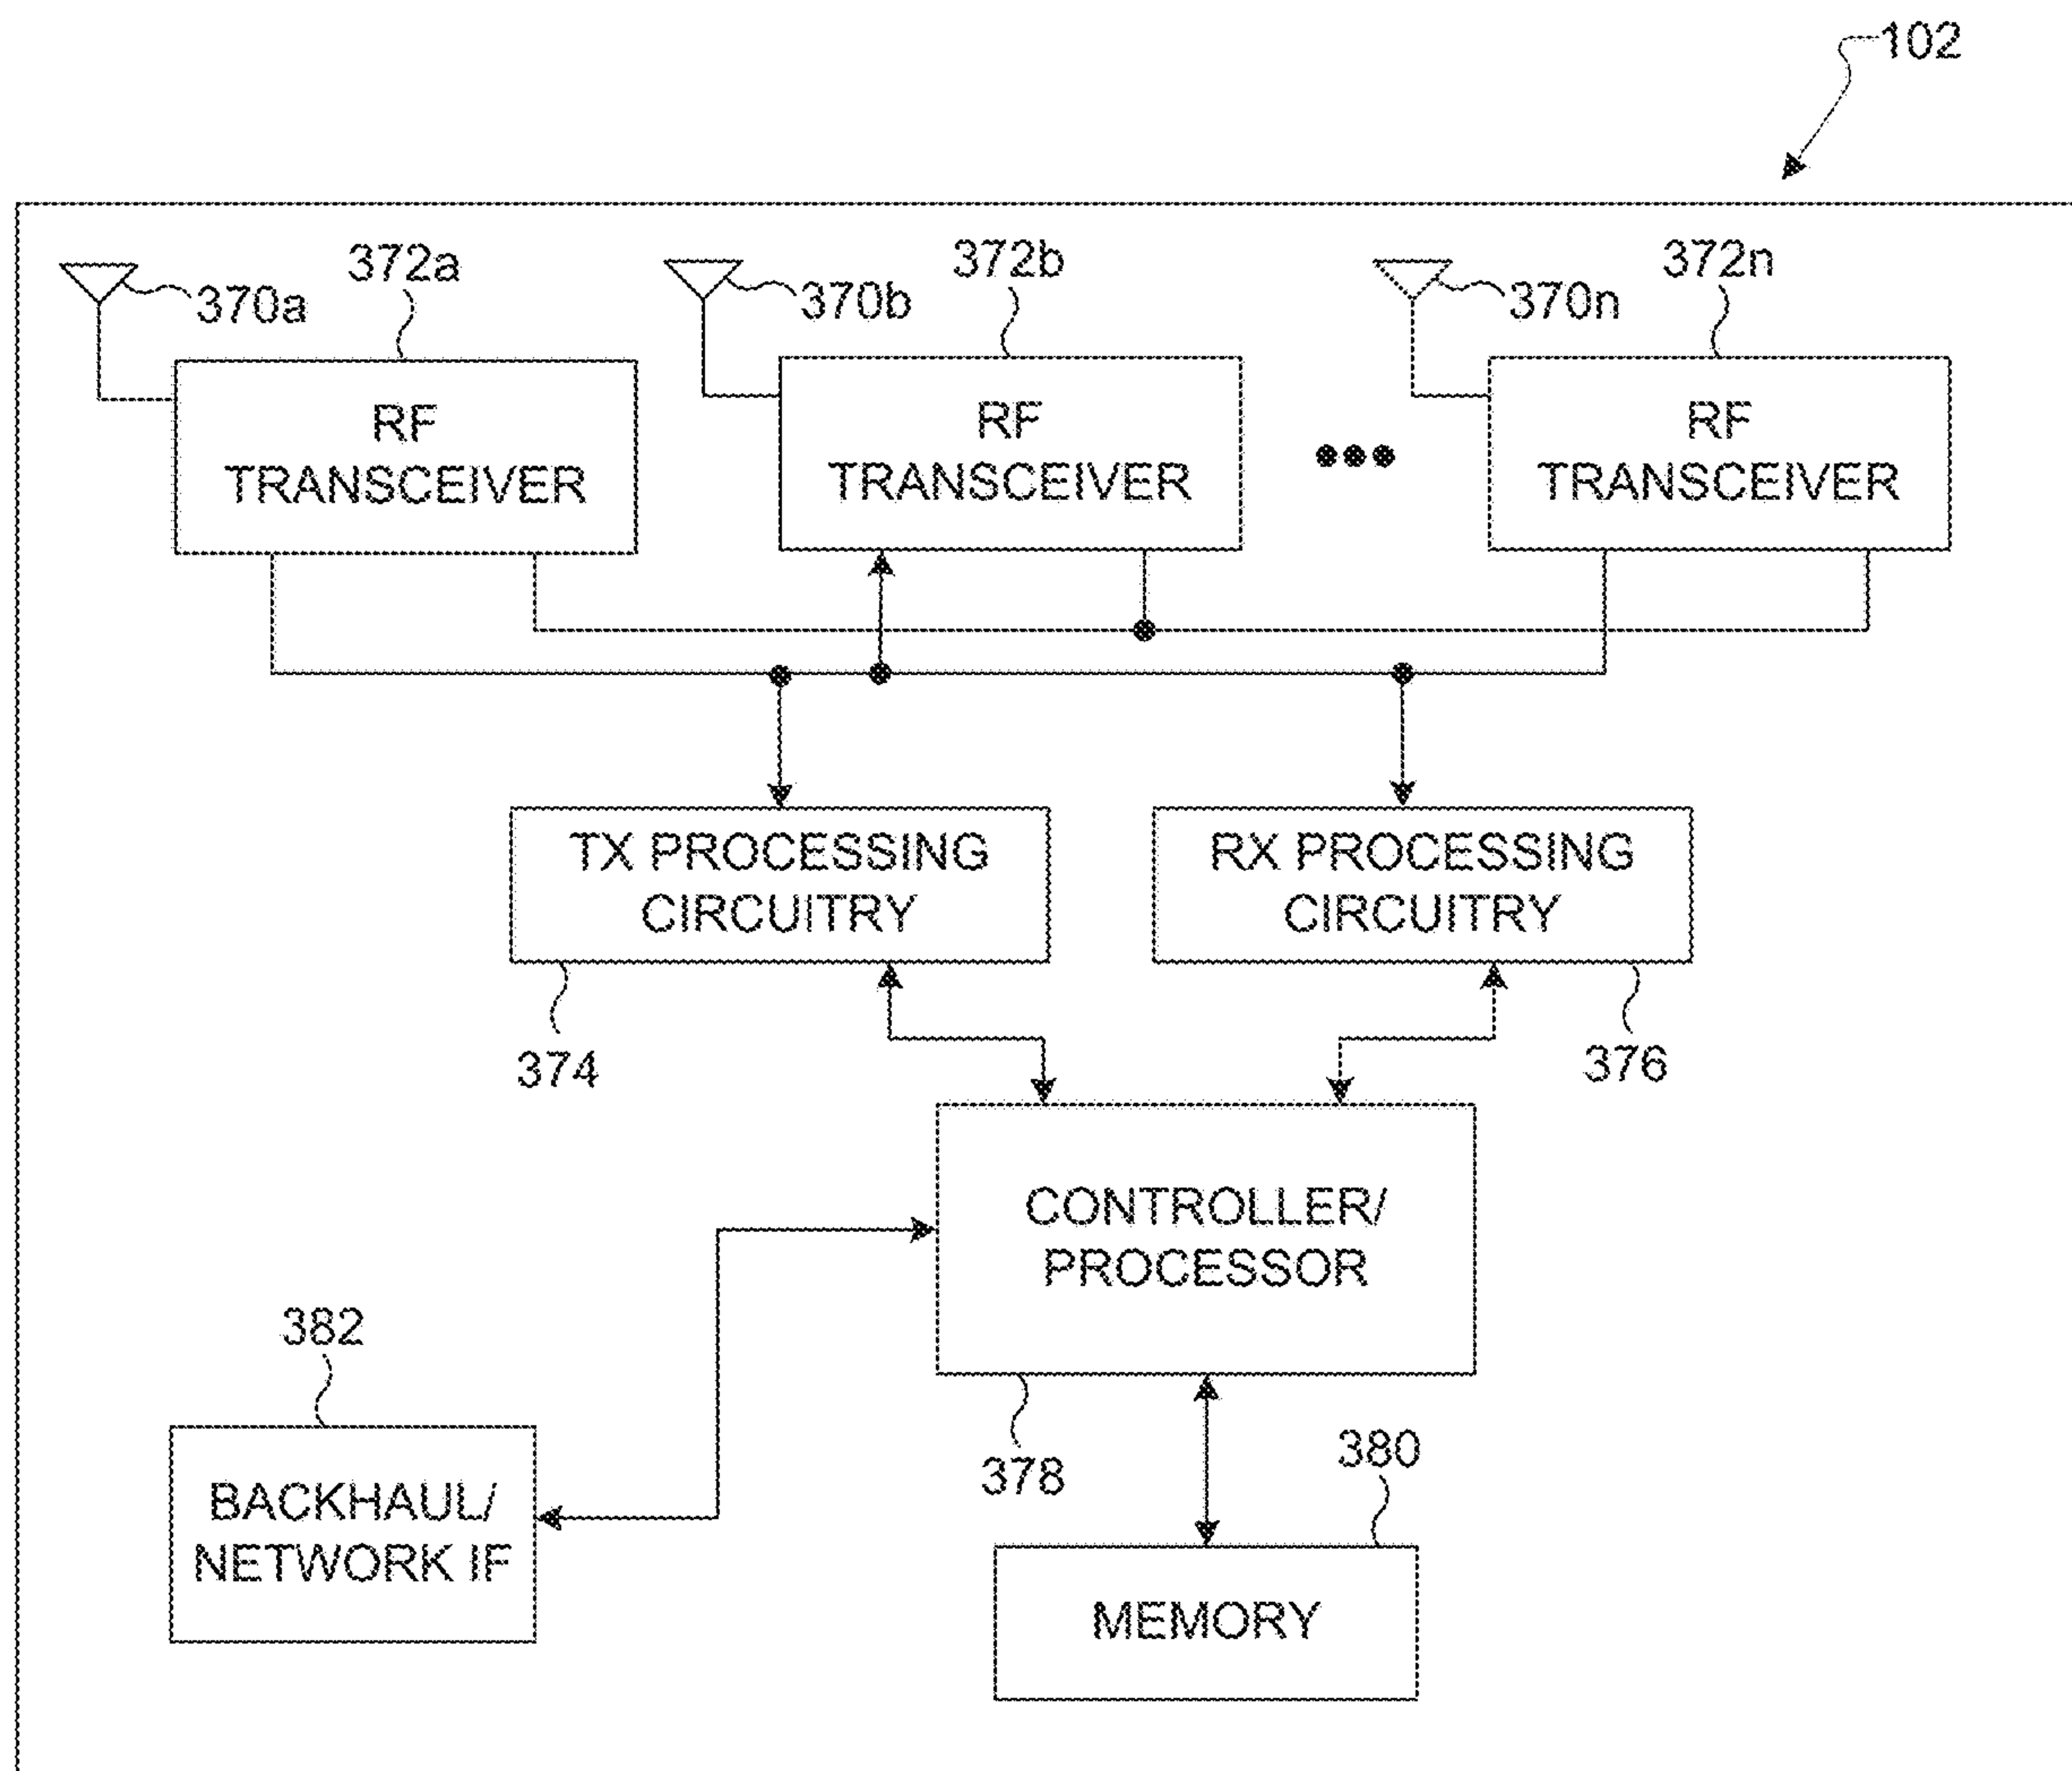 102
372a
372b
372n
370a
370b
370n
RF
TRANSCEIVER
RF
TRANSCEIVER
RF
TRANSCEIVER
TX PROCESSING
CIRCUITRY
RX PROCESSING
CIRCUITRY
374
376
CONTROLLER/
PROCESSOR
382
378
380
BACKHAUL/
NETWORK IF
MEMORY